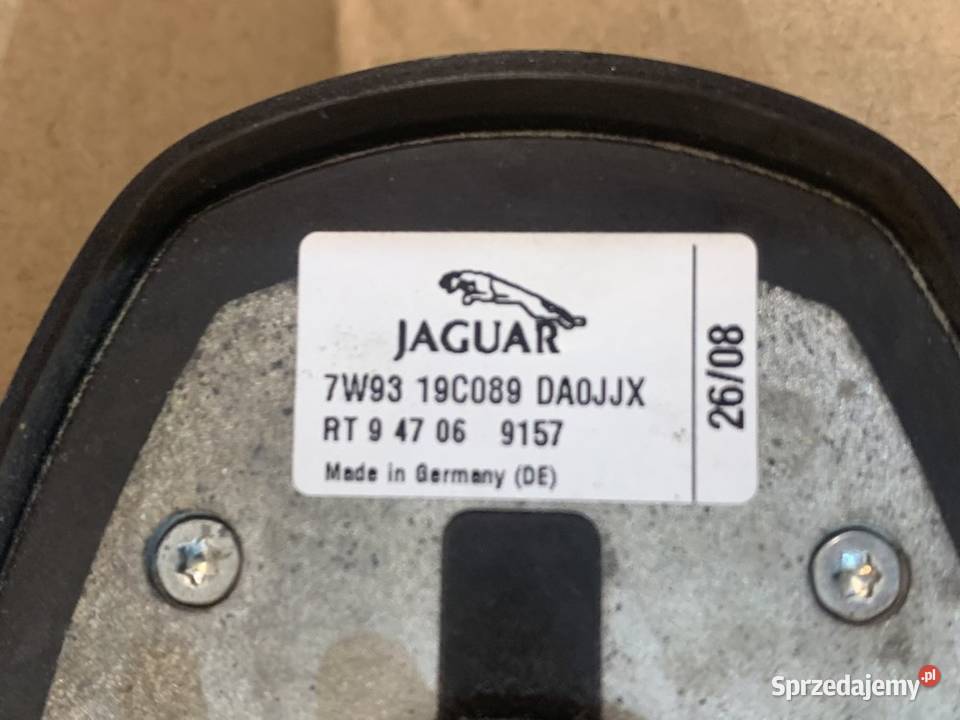 JAGUAR
7W93 19C089 DA0JJX
RT 9 47 06 9157
Made in Germany (DE)
26/08
Sprzedajemy.pl